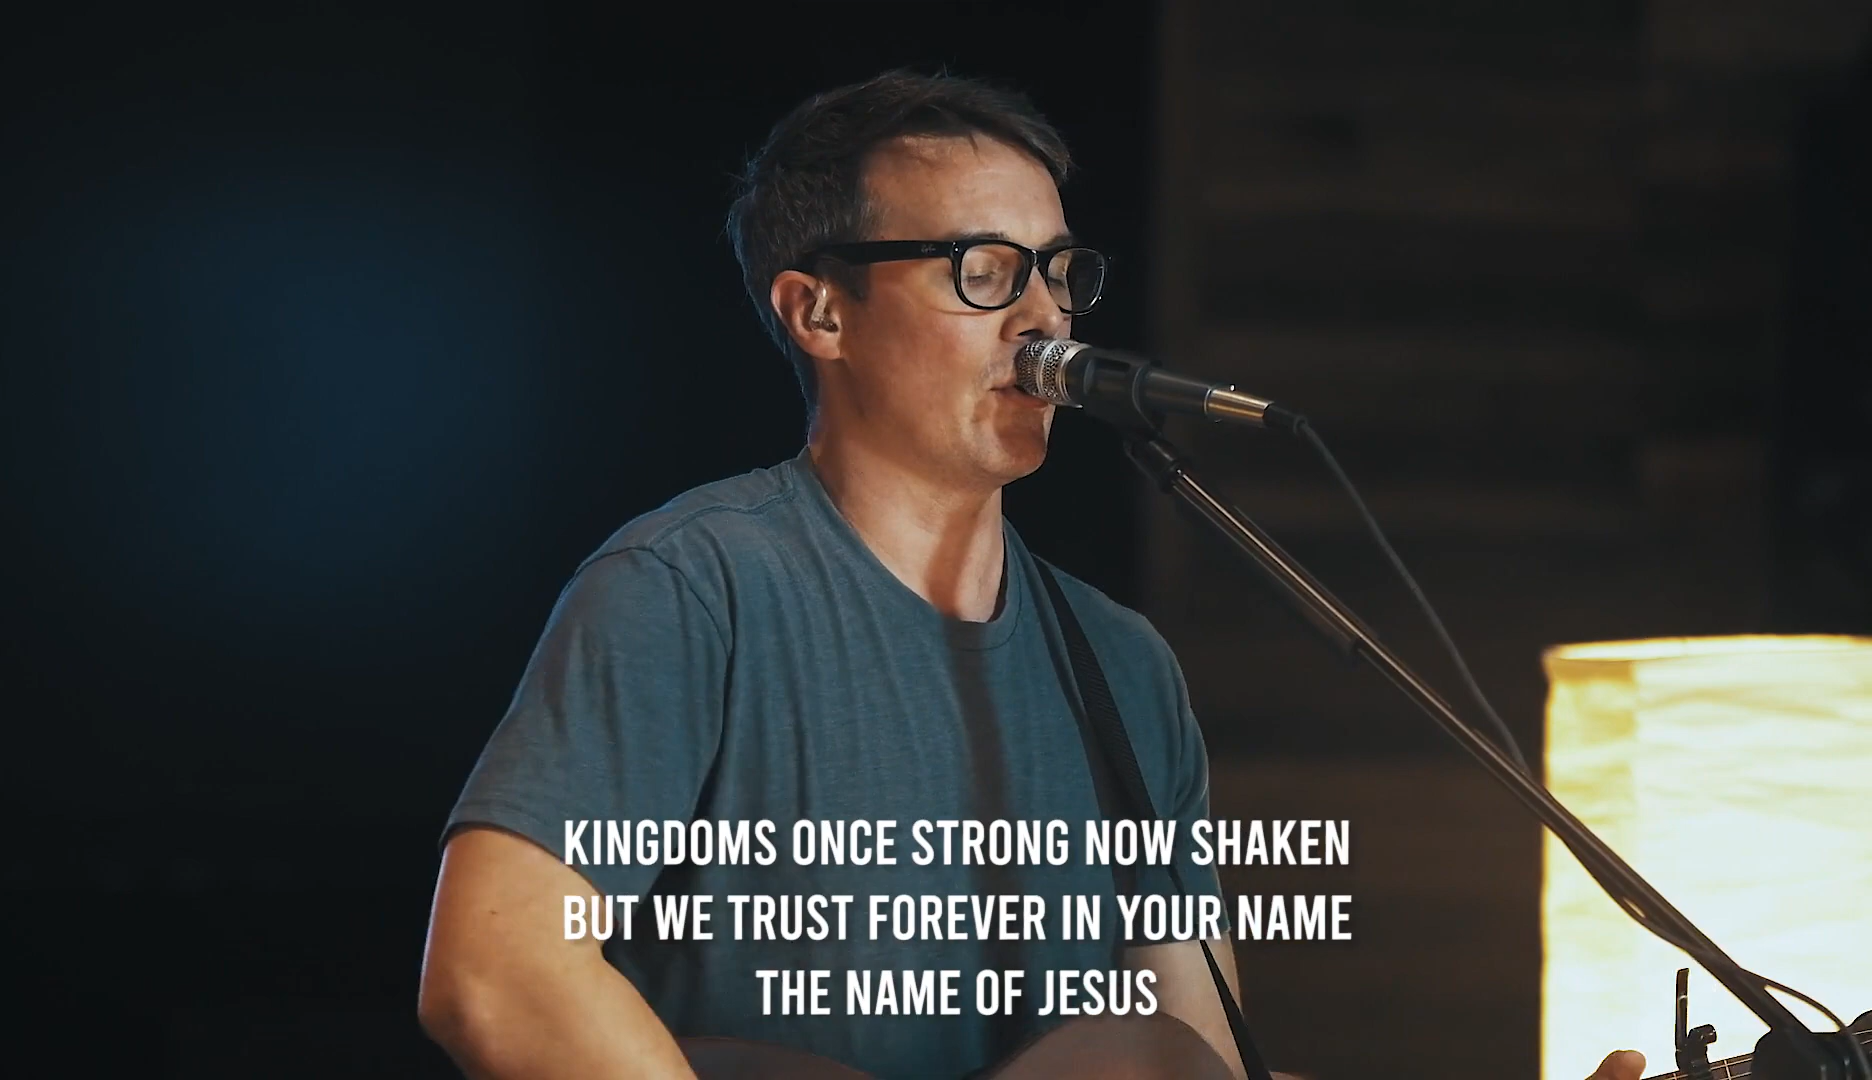 KINGDOMS ONCE STRONG NOW SHAKEN
BUT WE TRUST FOREVER IN YOUR NAME
THE NAME OF JESUS